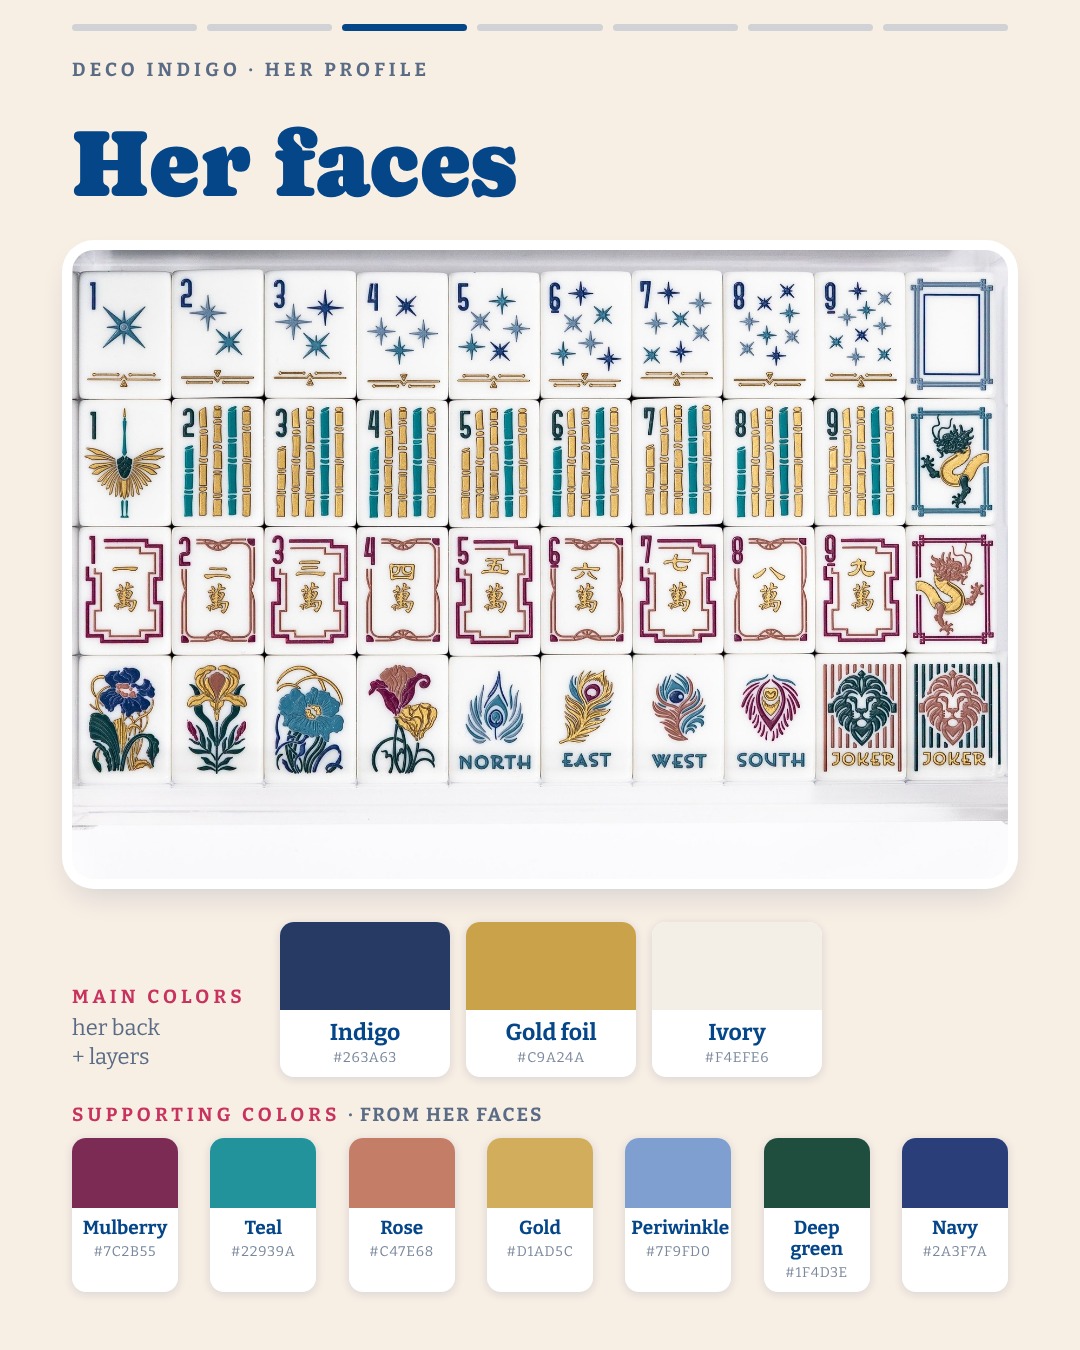 DECO INDIGO · HER PROFILE
Her faces
1 2 3 4 5 6 7 8 9
1 2 3 4 5 6 7 8 9
1 2 3 4 5 6 7 8 9
一 二 三 四 五 六 七 八 九
萬 萬 萬 萬 萬 萬 萬 萬 萬
NORTH EAST WEST SOUTH JOKER JOKER
MAIN COLORS
her back
+ layers
Indigo
#263A63
Gold foil
#C9A24A
Ivory
#F4EFE6
SUPPORTING COLORS · FROM HER FACES
Mulberry
#7C2B55
Teal
#22939A
Rose
#C47E68
Gold
#D1AD5C
Periwinkle
#7F9FD0
Deep
green
#1F4D3E
Navy
#2A3F7A